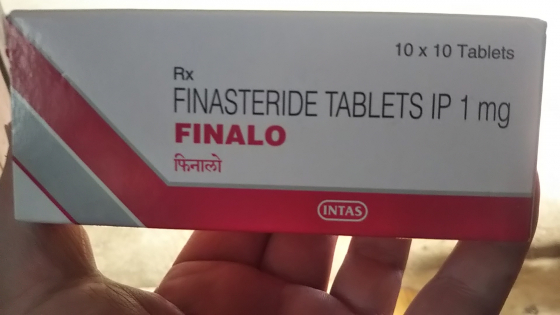 10 x 10 Tablets
Rx
FINASTERIDE TABLETS IP 1 mg
FINALO
फिनालो
INTAS